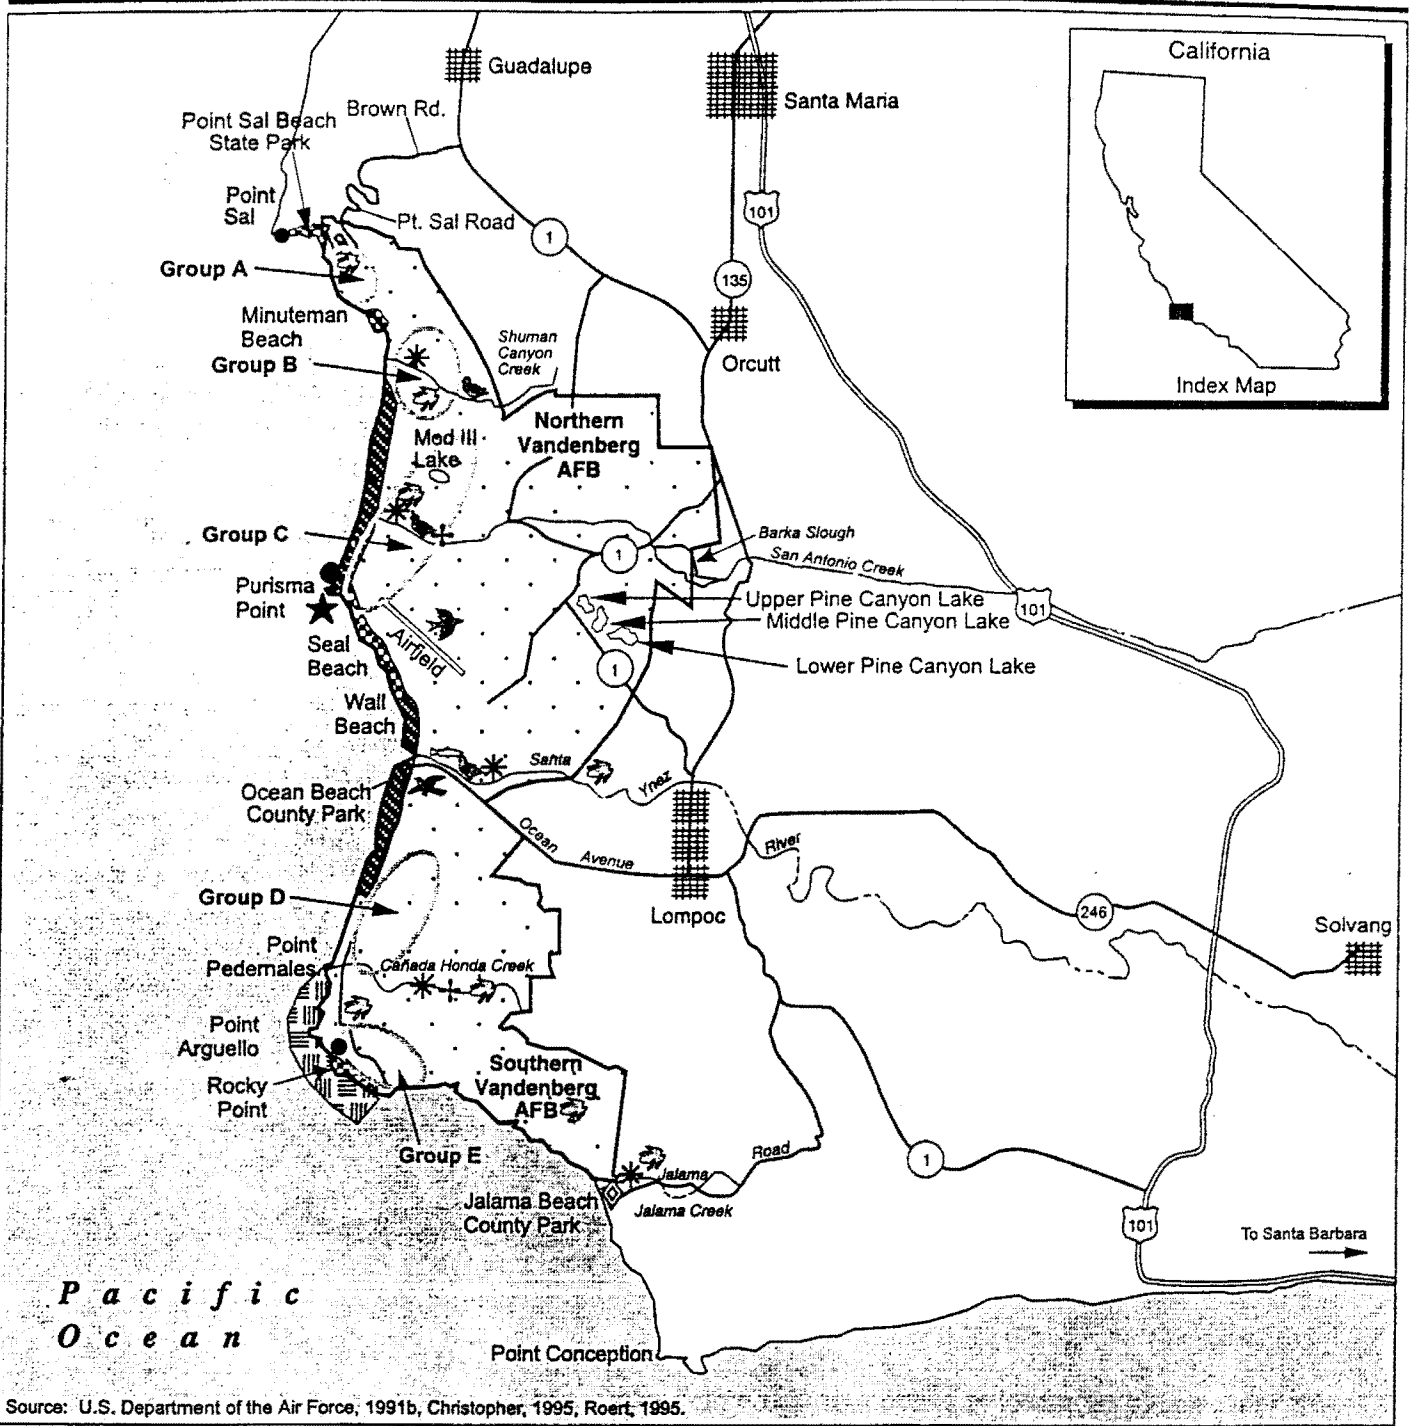 California
Index Map
Guadalupe
Santa Maria
Brown Rd.
Point Sal Beach
State Park
Point
Sal
Pt. Sal Road
1
101
135
Group A
Minuteman
Beach
Group B
Shuman
Canyon
Creek
Orcutt
Northern
Vandenberg
AFB
Mod III
Lake
Group C
1
Barka Slough
San Antonio Creek
Purisma
Point
Upper Pine Canyon Lake
101
Middle Pine Canyon Lake
Seal
Beach
Airfield
Lower Pine Canyon Lake
1
Wall
Beach
Santa
Ynez
River
Ocean Beach
County Park
Ocean
Avenue
Group D
Lompoc
246
Solvang
Point
Pedernales
Cañada Honda Creek
Point
Arguello
Rocky
Point
Southern
Vandenberg
AFB
Group E
Road
1
Jalama
Jalama Beach
County Park
Jalama Creek
101
To Santa Barbara
Pacific
Ocean
Point Conception
Source: U.S. Department of the Air Force, 1991b, Christopher, 1995, Roert, 1995.